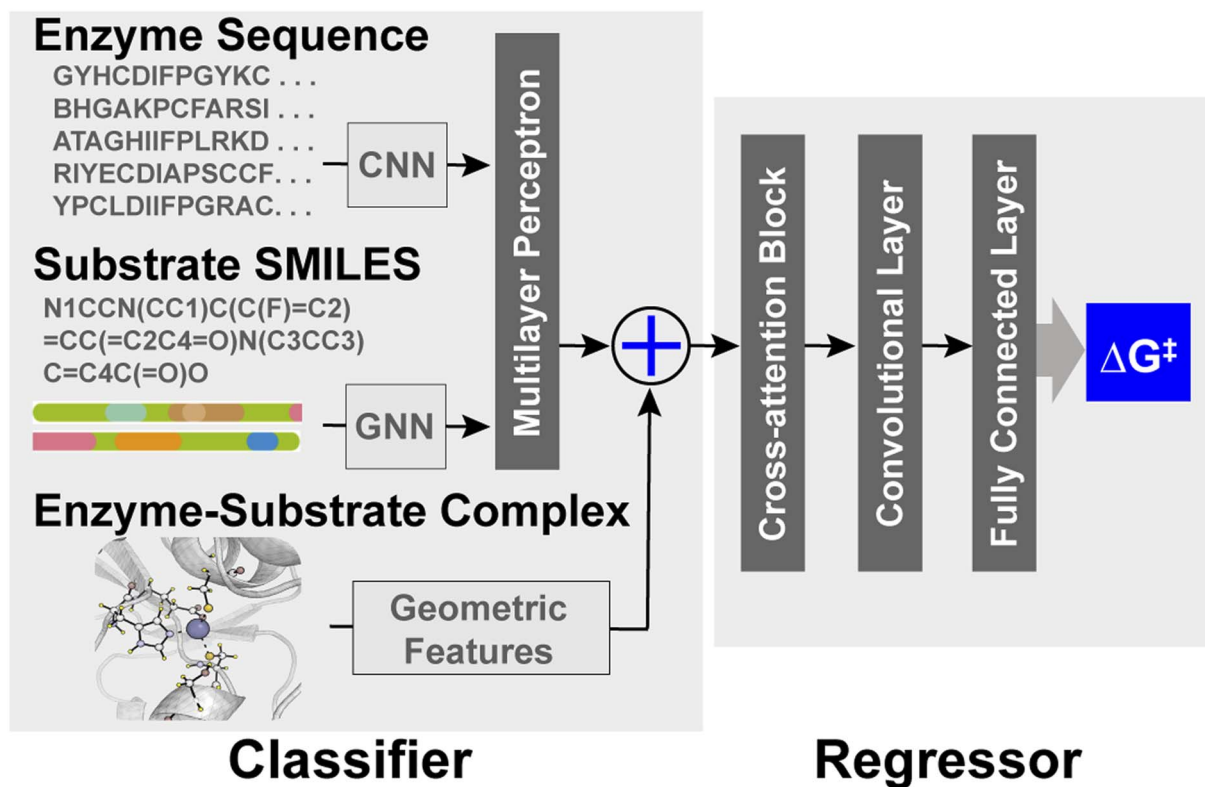 Enzyme Sequence
GYHCDIFPGYKC . . .
BHGAKPCFARSI . . .
ATAGHIIFPLRKD . . .
RIYECDIAPSCCF. . .
YPCLDIIFPGRAC. . .
CNN
Substrate SMILES
N1CCN(CC1)C(C(F)=C2)
=CC(=C2C4=O)N(C3CC3)
C=C4C(=O)O
GNN
Multilayer Perceptron
Enzyme-Substrate Complex
Geometric
Features
+
Cross-attention Block
Convolutional Layer
Fully Connected Layer
ΔG‡
Classifier
Regressor